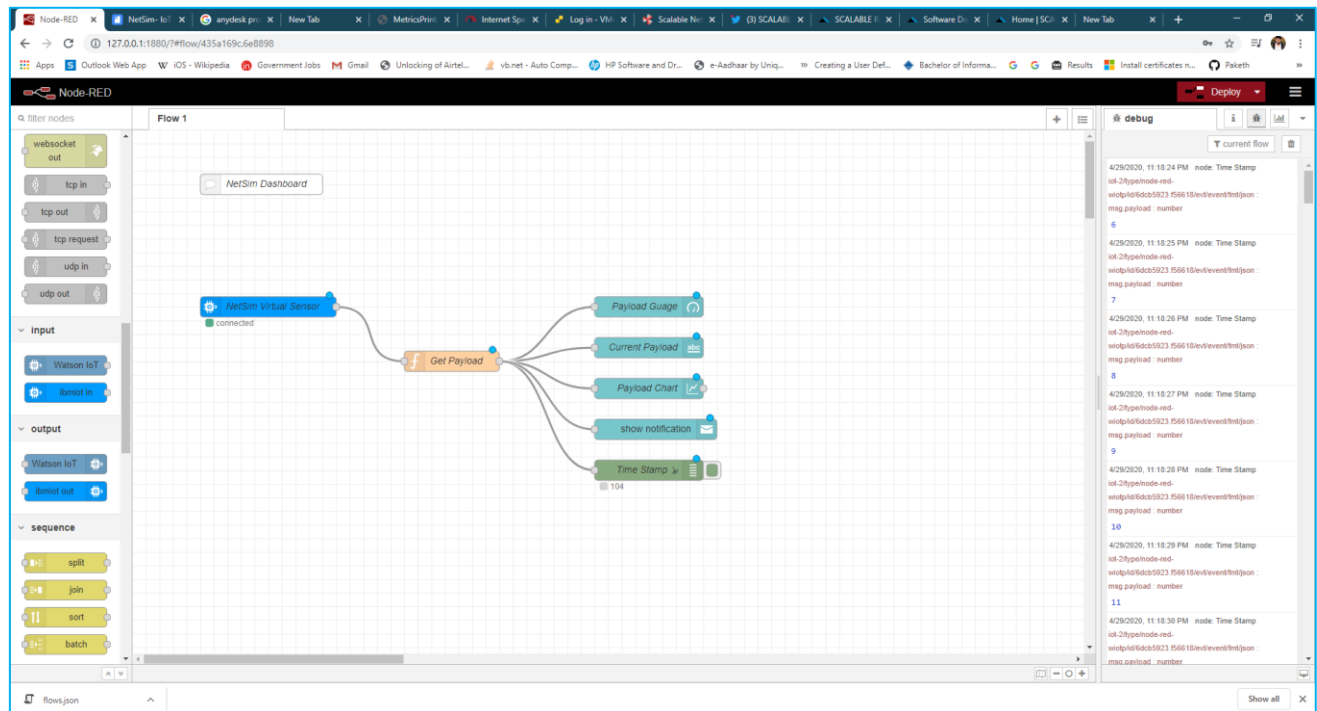 Node-RED
NetSim- IoT
anydesk pro
New Tab
MetricsPrint
Internet Spe
Log in - VM
Scalable Net
(3) SCALABL
SCALABLE
Software Do
Home | SCA
New Tab
127.0.0.1:1880/?#flow/435a169c.6e8898
Apps
Outlook Web App
iOS - Wikipedia
Government Jobs
Gmail
Unlocking of Airtel...
vb.net - Auto Comp...
HP Software and Dr...
e-Aadhaar by Uniq...
Creating a User Def...
Bachelor of Informa...
G
G
Results
Install certificates n...
Paketh
Node-RED
Deploy
filter nodes
Flow 1
debug
current flow
websocket
out
tcp in
tcp out
tcp request
udp in
udp out
input
Watson IoT
ibmiot in
output
Watson IoT
ibmiot out
sequence
split
join
sort
batch
NetSim Dashboard
NetSim Virtual Sensor
connected
Get Payload
Payload Guage
Current Payload
abc
Payload Chart
show notification
Time Stamp
104
4/29/2020, 11:18:24 PM node: Time Stamp
iot-2/type/node-red-
wiotp/id/6dcb5923.f56618/evt/event/fmt/json :
msg.payload : number
6
4/29/2020, 11:18:25 PM node: Time Stamp
iot-2/type/node-red-
wiotp/id/6dcb5923.f56618/evt/event/fmt/json :
msg.payload : number
7
4/29/2020, 11:18:26 PM node: Time Stamp
iot-2/type/node-red-
wiotp/id/6dcb5923.f56618/evt/event/fmt/json :
msg.payload : number
8
4/29/2020, 11:18:27 PM node: Time Stamp
iot-2/type/node-red-
wiotp/id/6dcb5923.f56618/evt/event/fmt/json :
msg.payload : number
9
4/29/2020, 11:18:28 PM node: Time Stamp
iot-2/type/node-red-
wiotp/id/6dcb5923.f56618/evt/event/fmt/json :
msg.payload : number
10
4/29/2020, 11:18:29 PM node: Time Stamp
iot-2/type/node-red-
wiotp/id/6dcb5923.f56618/evt/event/fmt/json :
msg.payload : number
11
4/29/2020, 11:18:30 PM node: Time Stamp
iot-2/type/node-red-
wiotp/id/6dcb5923.f56618/evt/event/fmt/json :
msg.payload : number
flows.json
Show all